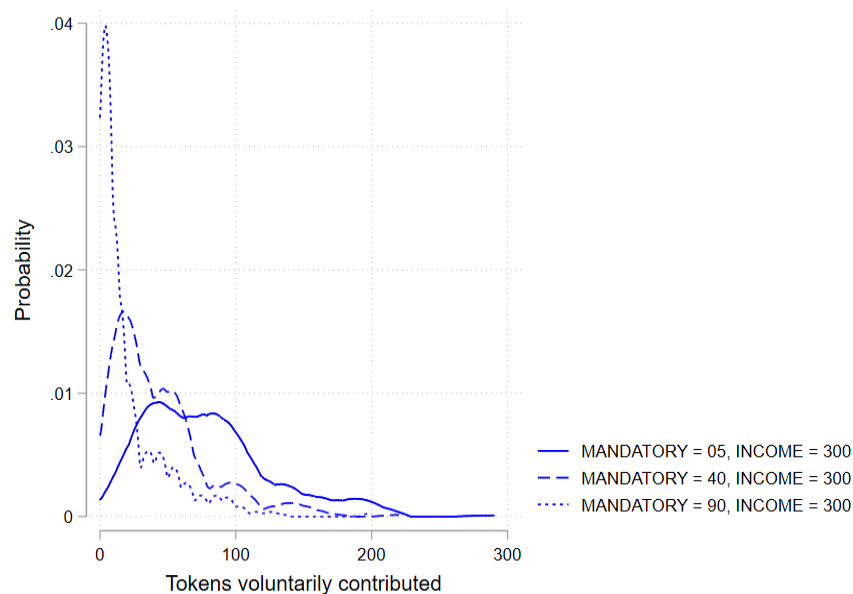 .04
.03
.02
.01
0
Probability
0 100 200 300
Tokens voluntarily contributed
MANDATORY = 05, INCOME = 300
MANDATORY = 40, INCOME = 300
MANDATORY = 90, INCOME = 300